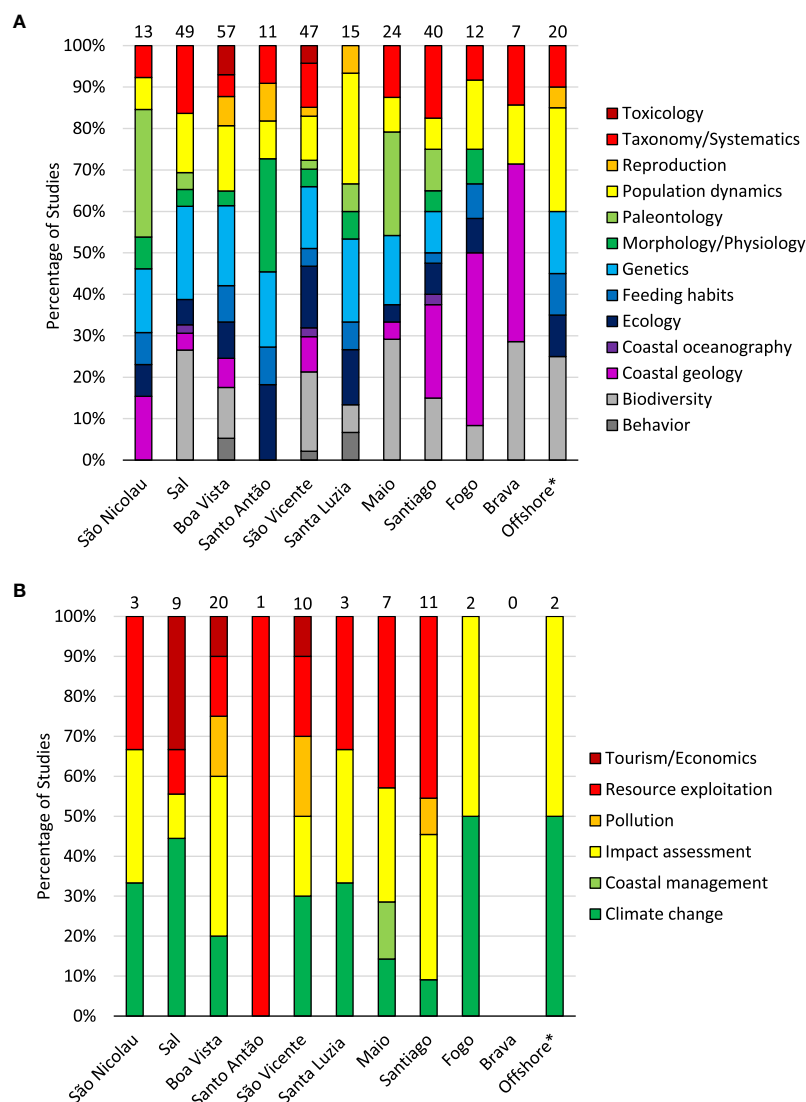 A
13 49 57 11 47 15 24 40 12 7 20
100%
90%
80%
70%
60%
50%
40%
30%
20%
10%
0%
Percentage of Studies
São Nicolau
Sal
Boa Vista
Santo Antão
São Vicente
Santa Luzia
Maio
Santiago
Fogo
Brava
Offshore*
Toxicology
Taxonomy/Systematics
Reproduction
Population dynamics
Paleontology
Morphology/Physiology
Genetics
Feeding habits
Ecology
Coastal oceanography
Coastal geology
Biodiversity
Behavior
B
3 9 20 1 10 3 7 11 2 0 2
100%
90%
80%
70%
60%
50%
40%
30%
20%
10%
0%
Percentage of Studies
São Nicolau
Sal
Boa Vista
Santo Antão
São Vicente
Santa Luzia
Maio
Santiago
Fogo
Brava
Offshore*
Tourism/Economics
Resource exploitation
Pollution
Impact assessment
Coastal management
Climate change